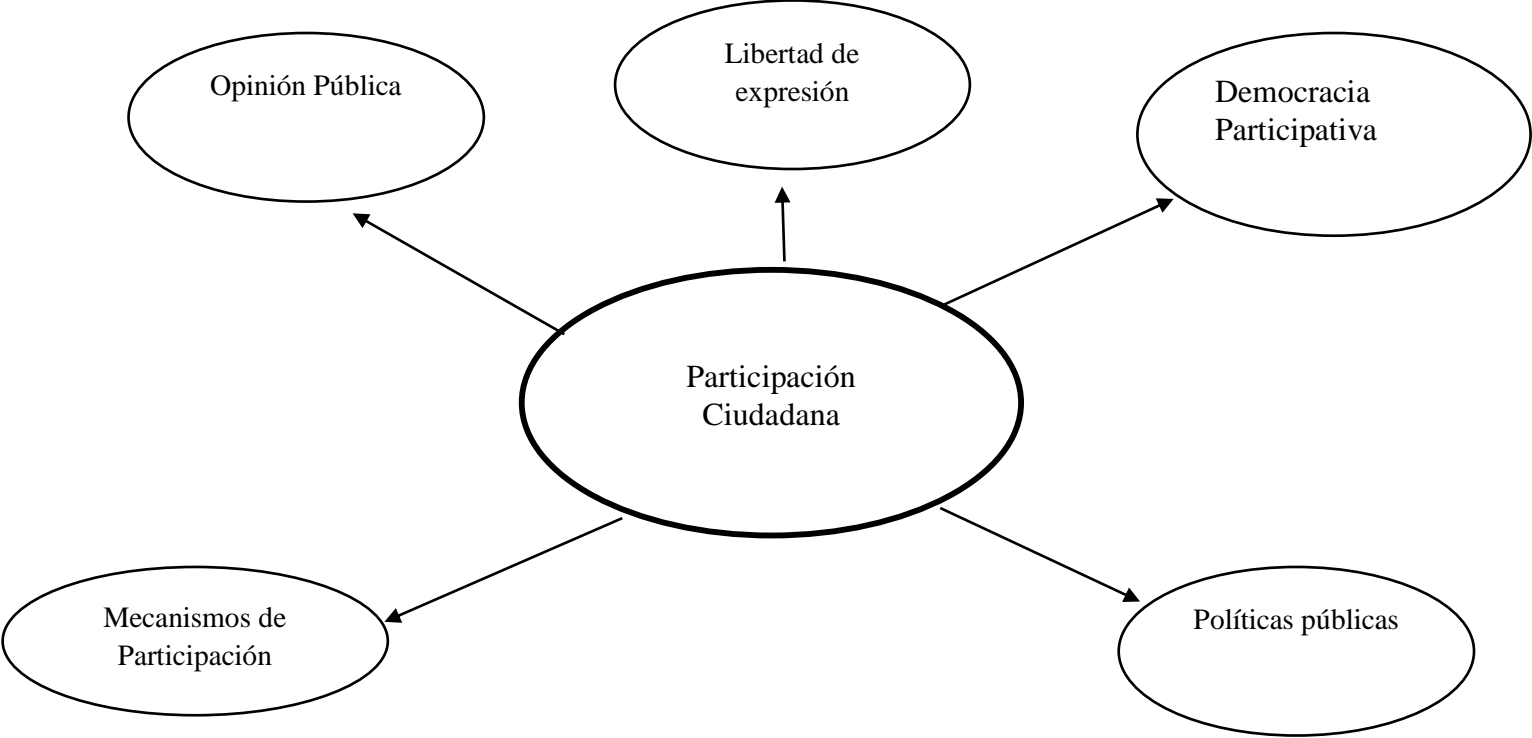 Opinión Pública
Libertad de
expresión
Democracia
Participativa
Participación
Ciudadana
Mecanismos de
Participación
Políticas públicas